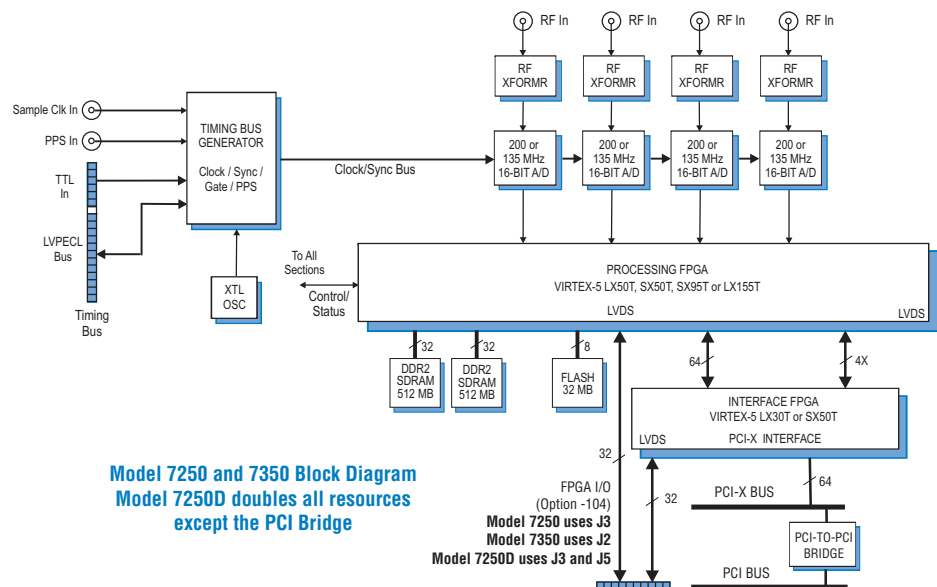 RF In
RF In
RF In
RF In
RF
XFORMR
RF
XFORMR
RF
XFORMR
RF
XFORMR
Sample Clk In
PPS In
TTL
In
LVPECL
Bus
Timing
Bus
TIMING BUS
GENERATOR
Clock / Sync /
Gate / PPS
XTL
OSC
Clock/Sync Bus
200 or
135 MHz
16-BIT A/D
200 or
135 MHz
16-BIT A/D
200 or
135 MHz
16-BIT A/D
200 or
135 MHz
16-BIT A/D
To All
Sections
Control/
Status
PROCESSING FPGA
VIRTEX-5 LX50T, SX50T, SX95T or LX155T
LVDS
LVDS
32
32
8
64
4X
DDR2
SDRAM
512 MB
DDR2
SDRAM
512 MB
FLASH
32 MB
INTERFACE FPGA
VIRTEX-5 LX30T or SX50T
LVDS
PCI-X INTERFACE
32
32
64
FPGA I/O
(Option -104)
Model 7250 uses J3
Model 7350 uses J2
Model 7250D uses J3 and J5
PCI-X BUS
PCI-TO-PCI
BRIDGE
PCI BUS
Model 7250 and 7350 Block Diagram
Model 7250D doubles all resources
except the PCI Bridge